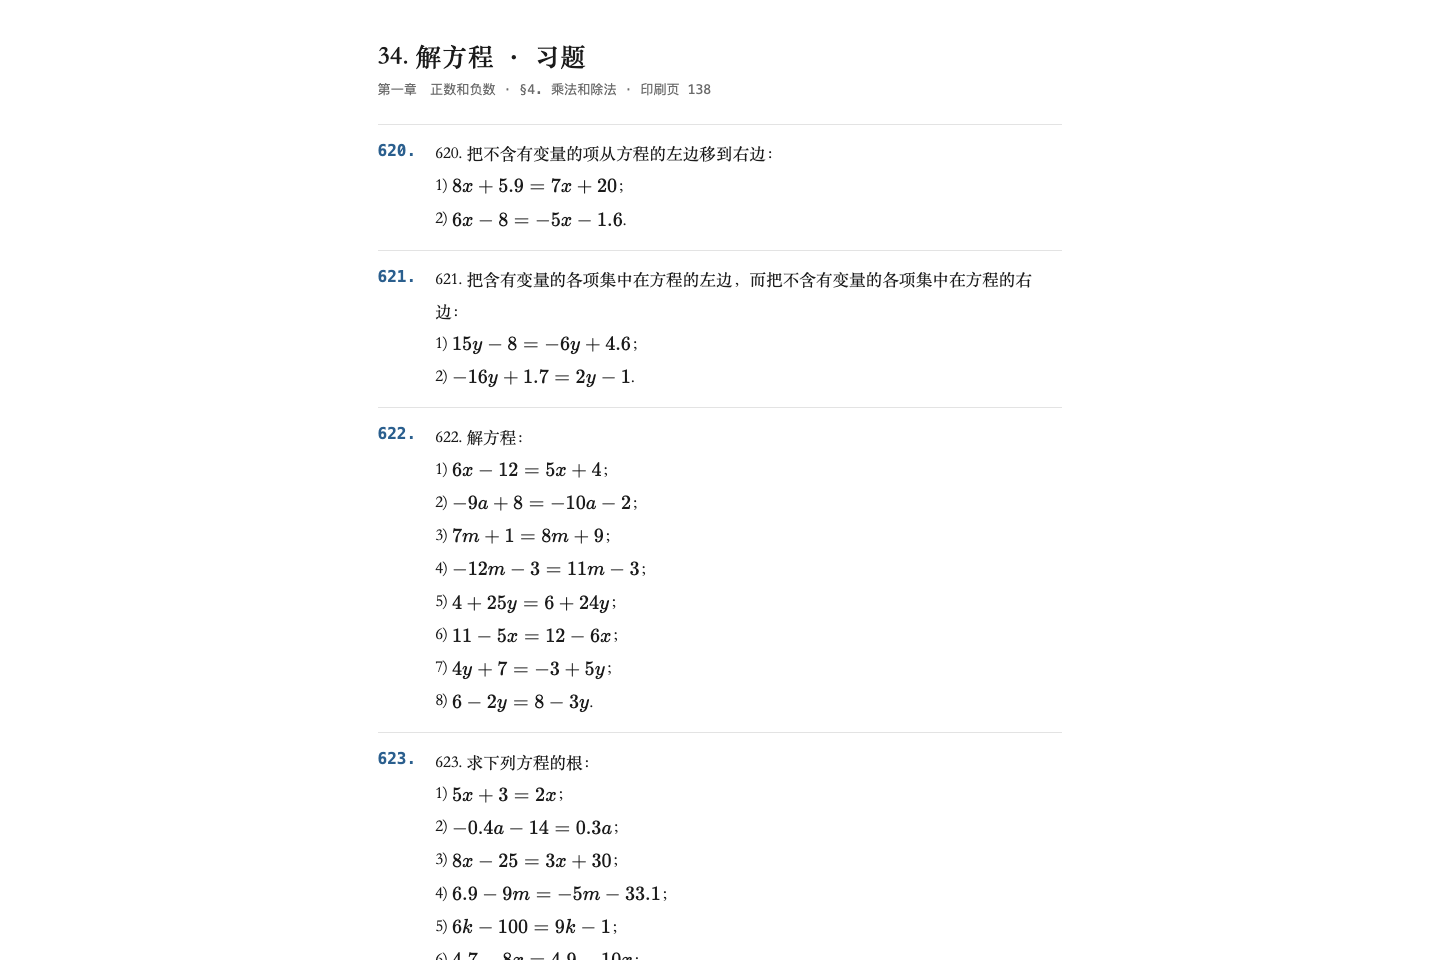 34. 解方程 · 习题
第一章 正数和负数 · §4. 乘法和除法 · 印刷页 138
620. 620. 把不含有变量的项从方程的左边移到右边：
1) 8x + 5.9 = 7x + 20；
2) 6x − 8 = −5x − 1.6.
621. 621. 把含有变量的各项集中在方程的左边，而把不含有变量的各项集中在方程的右
边：
1) 15y − 8 = −6y + 4.6；
2) −16y + 1.7 = 2y − 1.
622. 622. 解方程：
1) 6x − 12 = 5x + 4；
2) −9a + 8 = −10a − 2；
3) 7m + 1 = 8m + 9；
4) −12m − 3 = 11m − 3；
5) 4 + 25y = 6 + 24y；
6) 11 − 5x = 12 − 6x；
7) 4y + 7 = −3 + 5y；
8) 6 − 2y = 8 − 3y.
623. 623. 求下列方程的根：
1) 5x + 3 = 2x；
2) −0.4a − 14 = 0.3a；
3) 8x − 25 = 3x + 30；
4) 6.9 − 9m = −5m − 33.1；
5) 6k − 100 = 9k − 1；
6) 4.7 − 8x = 4.9 − 10x；